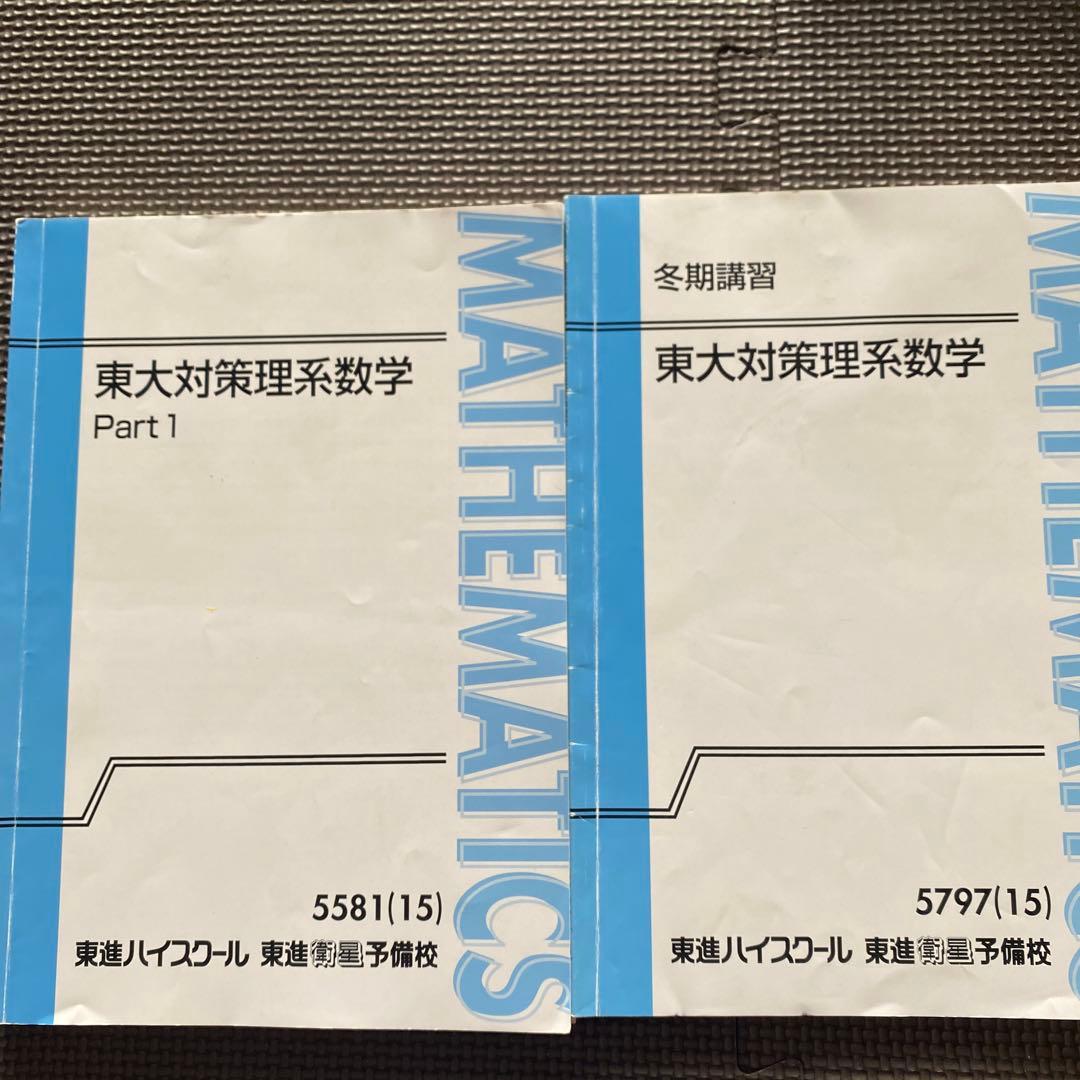 東大対策理系数学
Part 1
5581(15)
東進ハイスクール 東進衛星予備校
MATHEMATICS
冬期講習
東大対策理系数学
5797(15)
東進ハイスクール 東進衛星予備校
MATHEMATICS